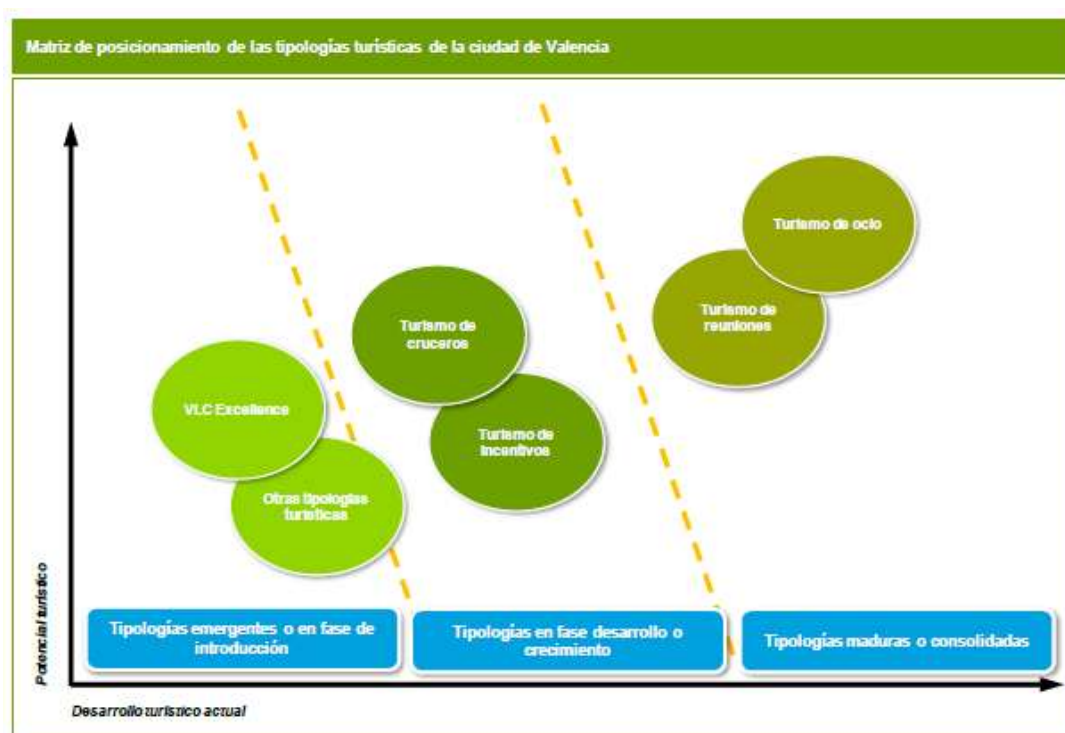 Matriz de posicionamiento de las tipologías turísticas de la ciudad de Valencia
Turismo de ocio
Turismo de
reuniones
Turismo de
cruceros
VLC Excellence
Turismo de
incentivos
Otras tipologías
turísticas
Potencial turístico
Tipologías emergentes o en fase de
introducción
Tipologías en fase desarrollo o
crecimiento
Tipologías maduras o consolidadas
Desarrollo turístico actual